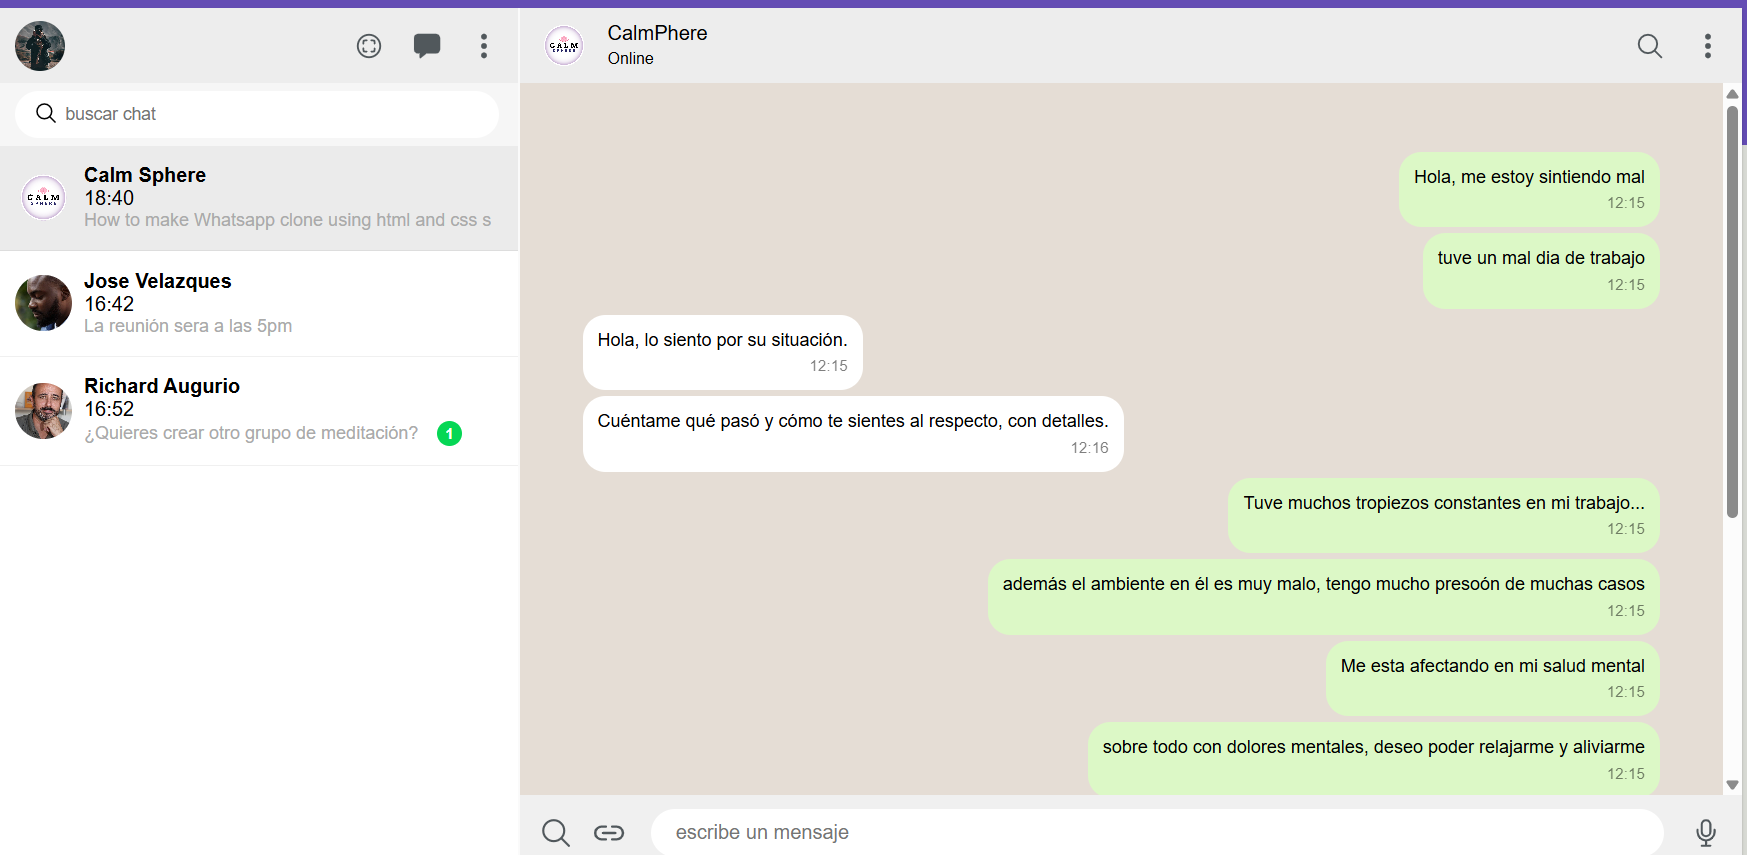 buscar chat
CALM
SPHERE
Calm Sphere
18:40
How to make Whatsapp clone using html and css s
Jose Velazques
16:42
La reunión sera a las 5pm
Richard Augurio
16:52
¿Quieres crear otro grupo de meditación?
1
CALM
SPHERE
CalmPhere
Online
Hola, me estoy sintiendo mal
12:15
tuve un mal dia de trabajo
12:15
Hola, lo siento por su situación.
12:15
Cuéntame qué pasó y cómo te sientes al respecto, con detalles.
12:16
Tuve muchos tropiezos constantes en mi trabajo...
12:15
además el ambiente en él es muy malo, tengo mucho presoón de muchas casos
12:15
Me esta afectando en mi salud mental
12:15
sobre todo con dolores mentales, deseo poder relajarme y aliviarme
12:15
escribe un mensaje